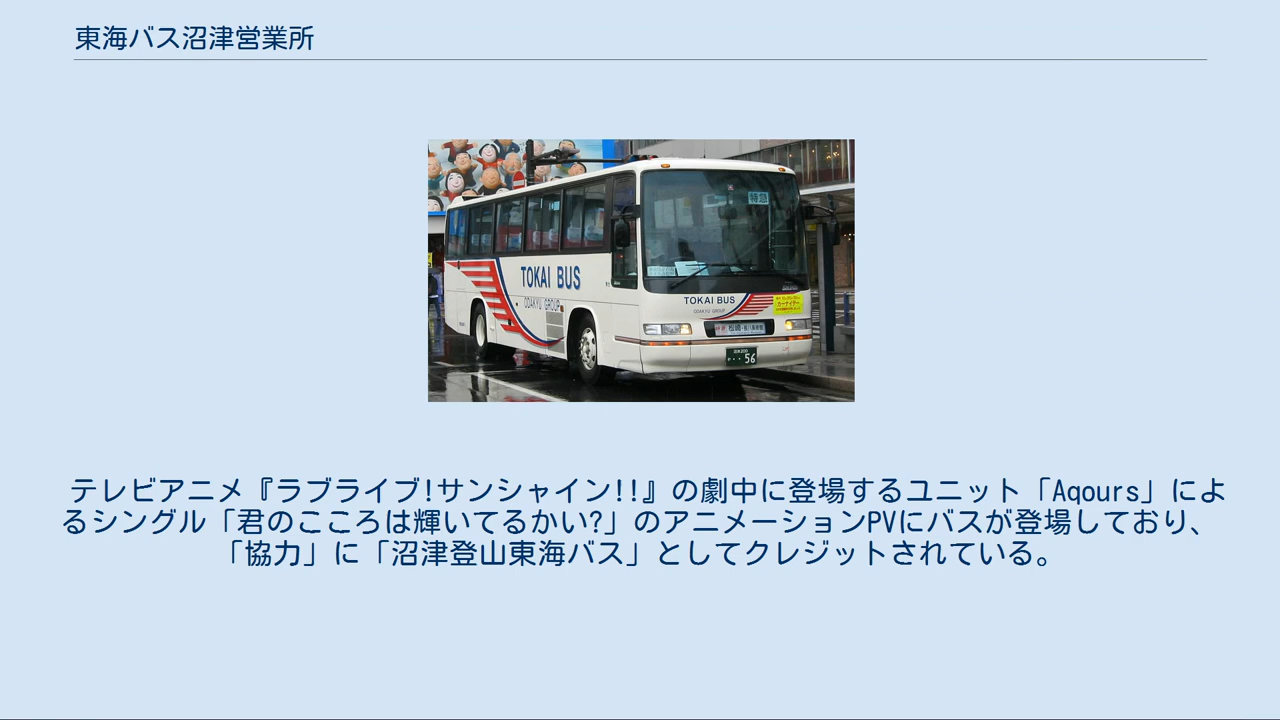 東海バス沼津営業所
特急
TOKAI BUS
ODAKYU GROUP
TOKAI BUS
ODAKYU GROUP
松崎
56
テレビアニメ『ラブライブ!サンシャイン!!』の劇中に登場するユニット「Aqours」によ
るシングル「君のこころは輝いてるかい?」のアニメーションPVにバスが登場しており、
「協力」に「沼津登山東海バス」としてクレジットされている。